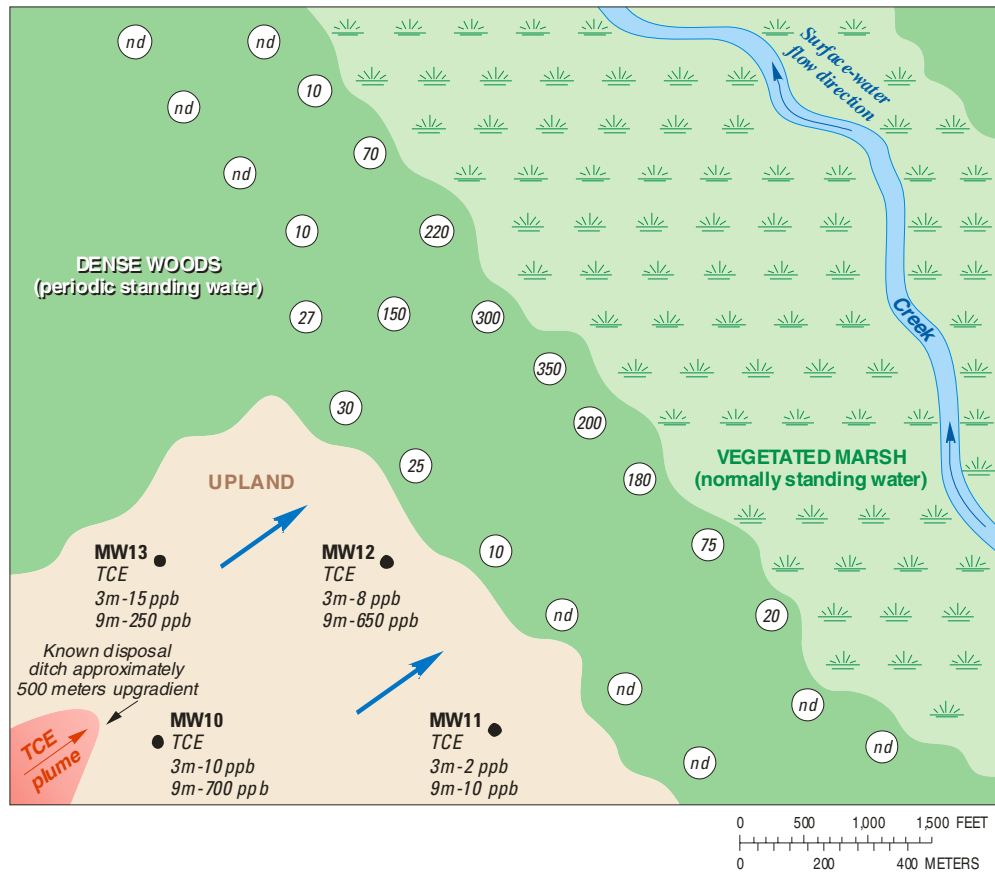 nd
nd
Surface-water
flow direction
10
nd
70
nd
10
220
DENSE WOODS
(periodic standing water)
27
150
300
Creek
350
30
200
25
VEGETATED MARSH
(normally standing water)
180
UPLAND
75
10
MW13
TCE
3m-15 ppb
9m-250 ppb
MW12
TCE
3m-8 ppb
9m-650 ppb
nd
20
Known disposal
ditch approximately
500 meters upgradient
nd
nd
TCE
plume
MW10
TCE
3m-10 ppb
9m-700 ppb
MW11
TCE
3m-2 ppb
9m-10 ppb
nd
nd
0 500 1,000 1,500 FEET
0 200 400 METERS